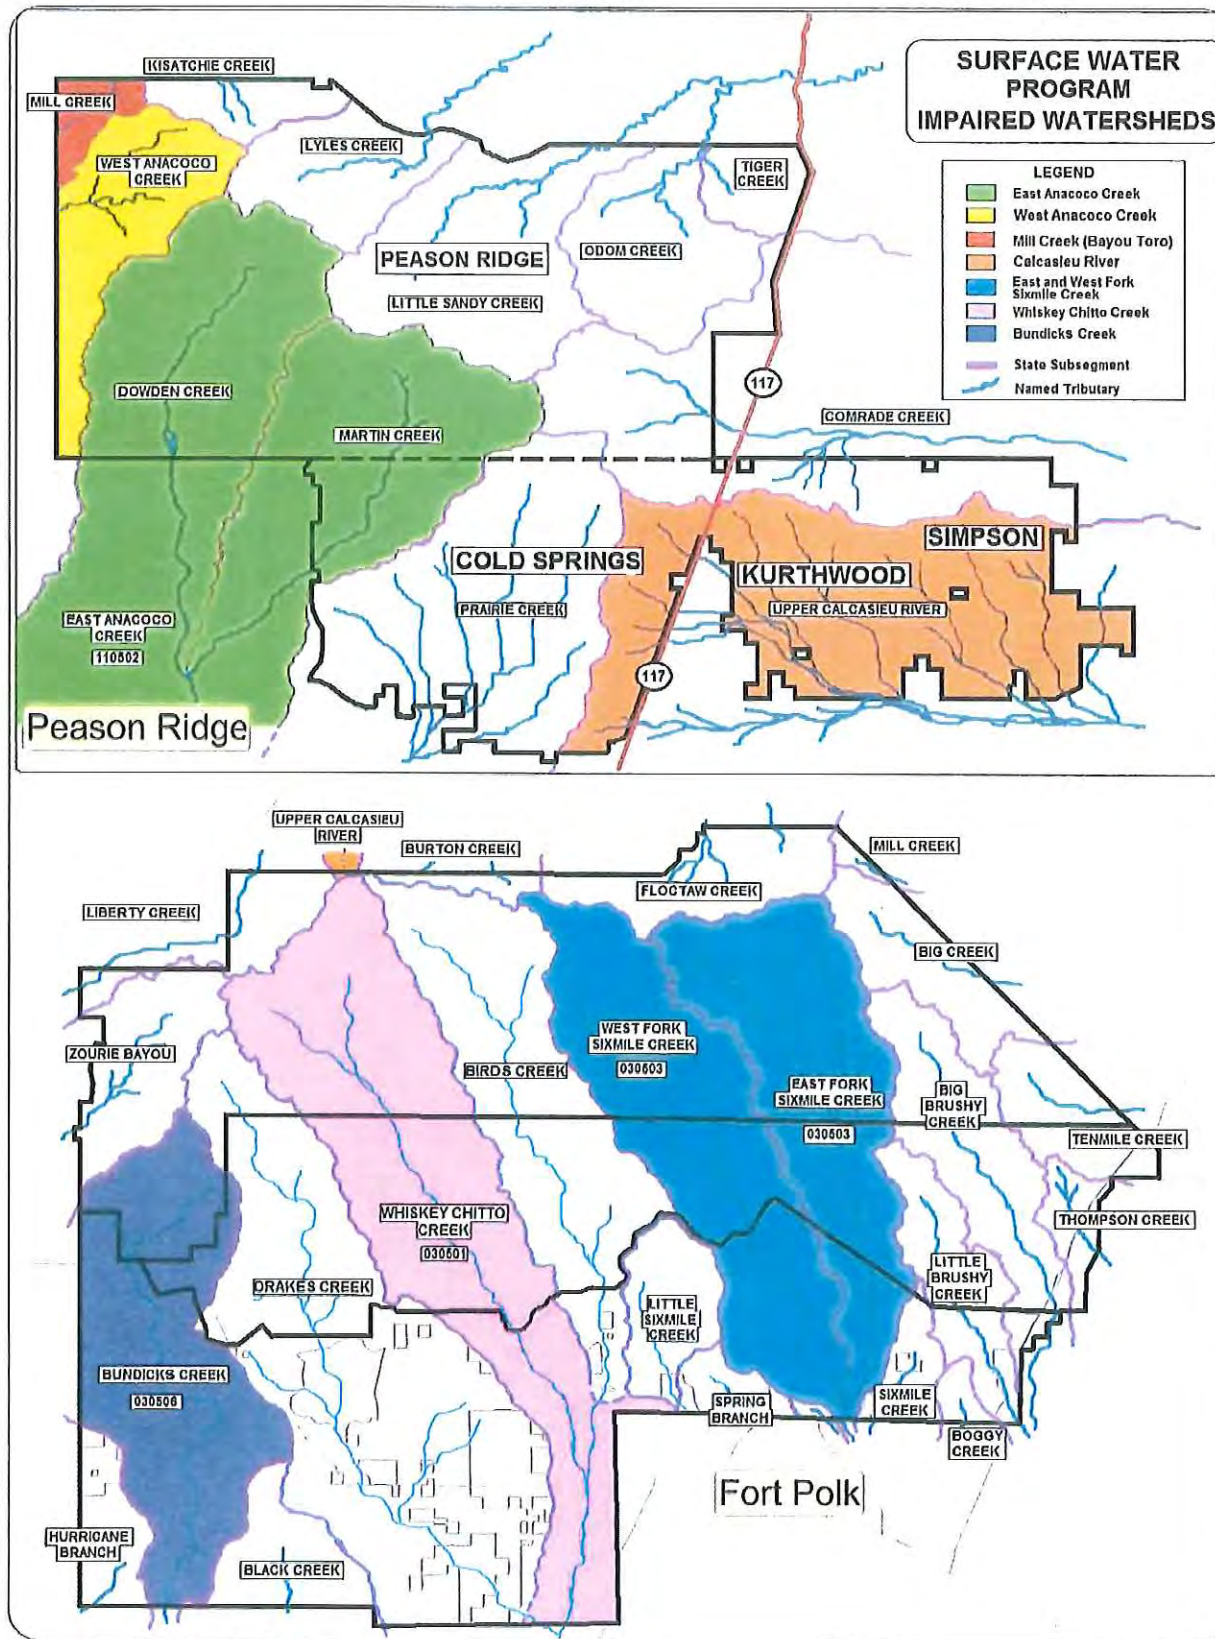 SURFACE WATER
PROGRAM
IMPAIRED WATERSHEDS
LEGEND
East Anacoco Creek
West Anacoco Creek
Mill Creek (Bayou Toro)
Calcasieu River
East and West Fork
Sixmile Creek
Whiskey Chitto Creek
Bundicks Creek
State Subsegment
Named Tributary
KISATCHIE CREEK
MILL CREEK
LYLES CREEK
WEST ANACOCO
CREEK
TIGER
CREEK
PEASON RIDGE
ODOM CREEK
LITTLE SANDY CREEK
117
DOWDEN CREEK
MARTIN CREEK
COMRADE CREEK
SIMPSON
COLD SPRINGS
KURTHWOOD
PRAIRIE CREEK
UPPER CALCASIEU RIVER
EAST ANACOCO
CREEK
110502
117
Peason Ridge
UPPER CALCASIEU
RIVER
BURTON CREEK
MILL CREEK
FLOCTAW CREEK
LIBERTY CREEK
BIG CREEK
WEST FORK
SIXMILE CREEK
030503
ZOURIE BAYOU
BIRDS CREEK
EAST FORK
SIXMILE CREEK
030503
BIG
BRUSHY
CREEK
TENMILE CREEK
WHISKEY CHITTO
CREEK
030501
THOMPSON CREEK
DRAKES CREEK
LITTLE
BRUSHY
CREEK
LITTLE
SIXMILE
CREEK
BUNDICKS CREEK
030506
SPRING
BRANCH
SIXMILE
CREEK
BOGGY
CREEK
Fort Polk
HURRICANE
BRANCH
BLACK CREEK